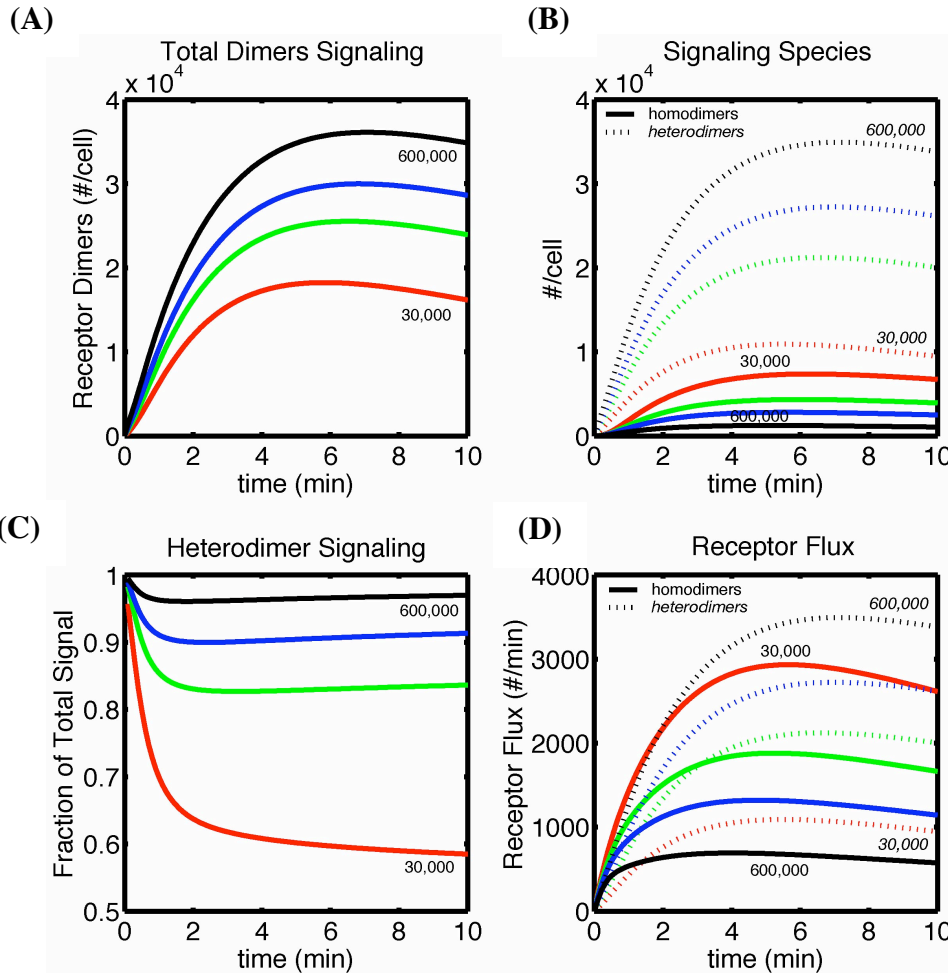 (A)
Total Dimers Signaling
x 10^4
Receptor Dimers (#/cell)
4
3
2
1
0
600,000
30,000
0 2 4 6 8 10
time (min)
(B)
Signaling Species
x 10^4
#/cell
4
3
2
1
0
homodimers
heterodimers
600,000
30,000
30,000
600,000
0 2 4 6 8 10
time (min)
(C)
Heterodimer Signaling
Fraction of Total Signal
1
0.9
0.8
0.7
0.6
0.5
600,000
30,000
0 2 4 6 8 10
time (min)
(D)
Receptor Flux
Receptor Flux (#/min)
4000
3000
2000
1000
0
homodimers
heterodimers
600,000
30,000
30,000
600,000
0 2 4 6 8 10
time (min)